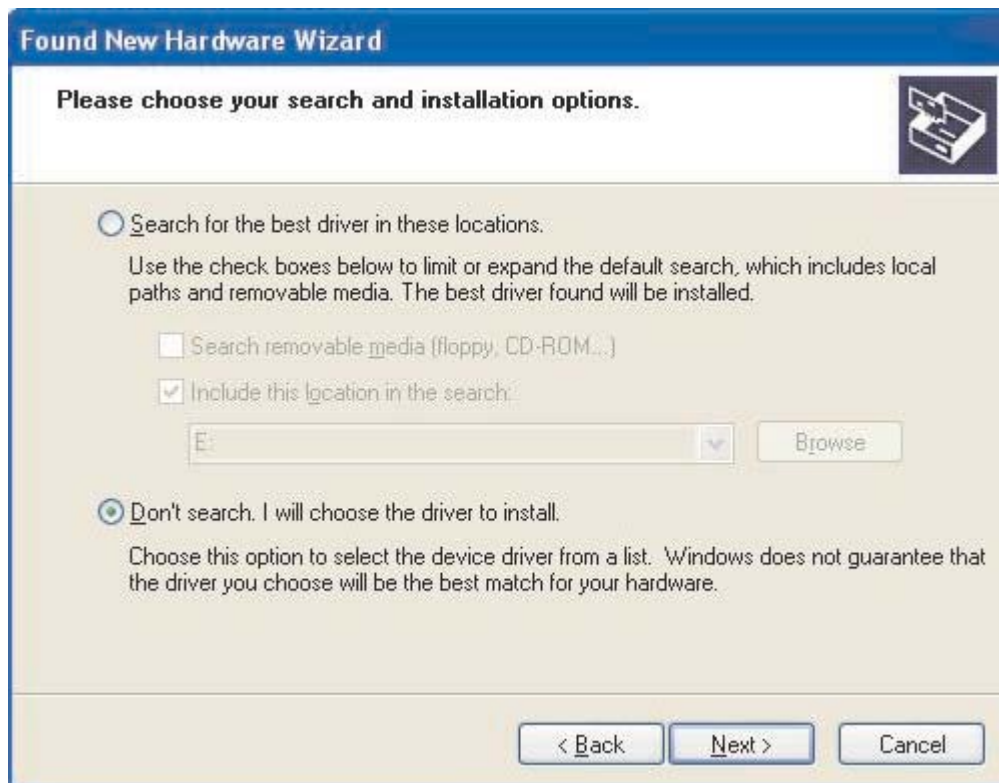 Found New Hardware Wizard
Please choose your search and installation options.
Search for the best driver in these locations.
Use the check boxes below to limit or expand the default search, which includes local
paths and removable media. The best driver found will be installed.
Search removable media (floppy, CD-ROM...)
Include this location in the search:
E:
Browse
Don't search. I will choose the driver to install.
Choose this option to select the device driver from a list. Windows does not guarantee that
the driver you choose will be the best match for your hardware.
< Back Next > Cancel